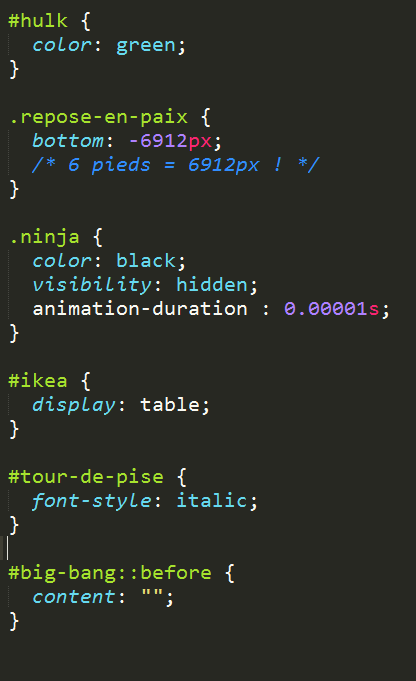 #hulk {
  color: green;
}

.repose-en-paix {
  bottom: -6912px;
  /* 6 pieds = 6912px ! */
}

.ninja {
  color: black;
  visibility: hidden;
  animation-duration : 0.00001s;
}

#ikea {
  display: table;
}

#tour-de-pise {
  font-style: italic;
}

#big-bang::before {
  content: "";
}